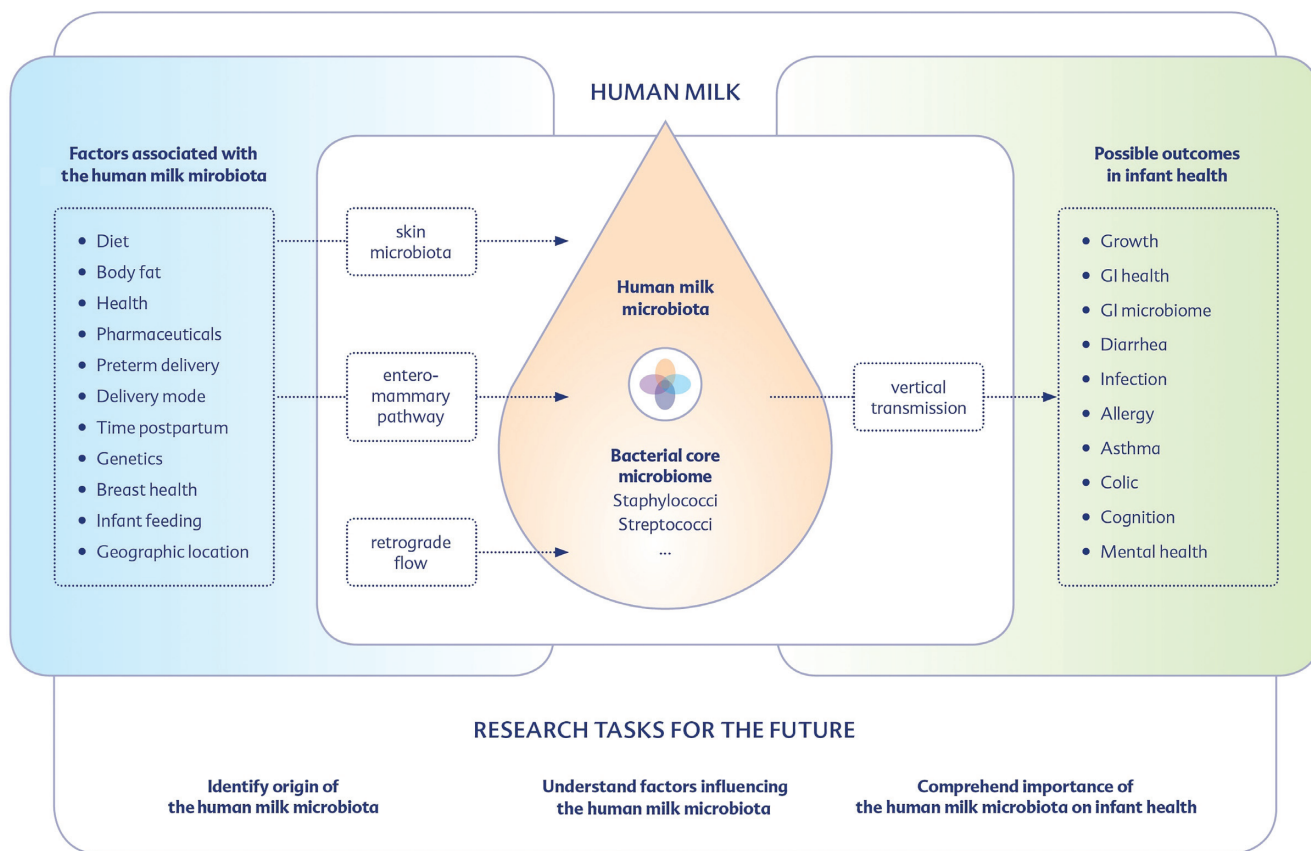 HUMAN MILK
Factors associated with
the human milk mirobiota
• Diet
• Body fat
• Health
• Pharmaceuticals
• Preterm delivery
• Delivery mode
• Time postpartum
• Genetics
• Breast health
• Infant feeding
• Geographic location
skin
microbiota
entero-
mammary
pathway
retrograde
flow
Human milk
microbiota
Bacterial core
microbiome
Staphylococci
Streptococci
...
vertical
transmission
Possible outcomes
in infant health
• Growth
• GI health
• GI microbiome
• Diarrhea
• Infection
• Allergy
• Asthma
• Colic
• Cognition
• Mental health
RESEARCH TASKS FOR THE FUTURE
Identify origin of
the human milk microbiota
Understand factors influencing
the human milk microbiota
Comprehend importance of
the human milk microbiota on infant health